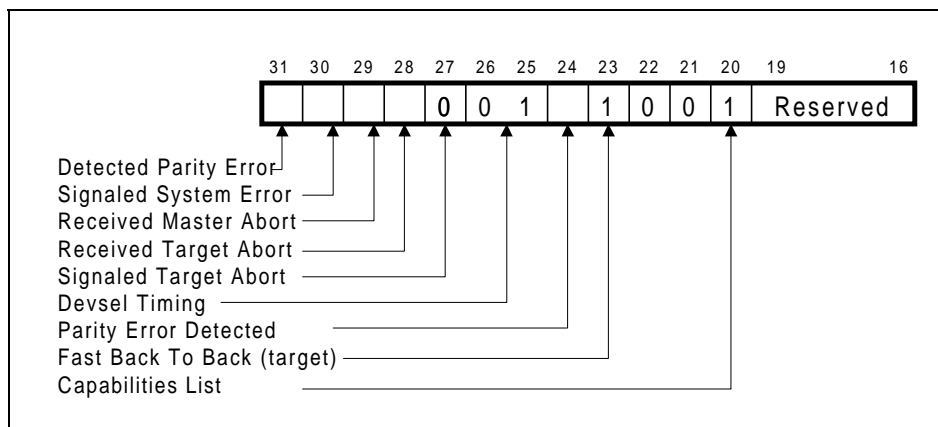 31 30 29 28 27 26 25 24 23 22 21 20 19 16
0 0 1 1 0 0 1 Reserved
Detected Parity Error
Signaled System Error
Received Master Abort
Received Target Abort
Signaled Target Abort
Devsel Timing
Parity Error Detected
Fast Back To Back (target)
Capabilities List